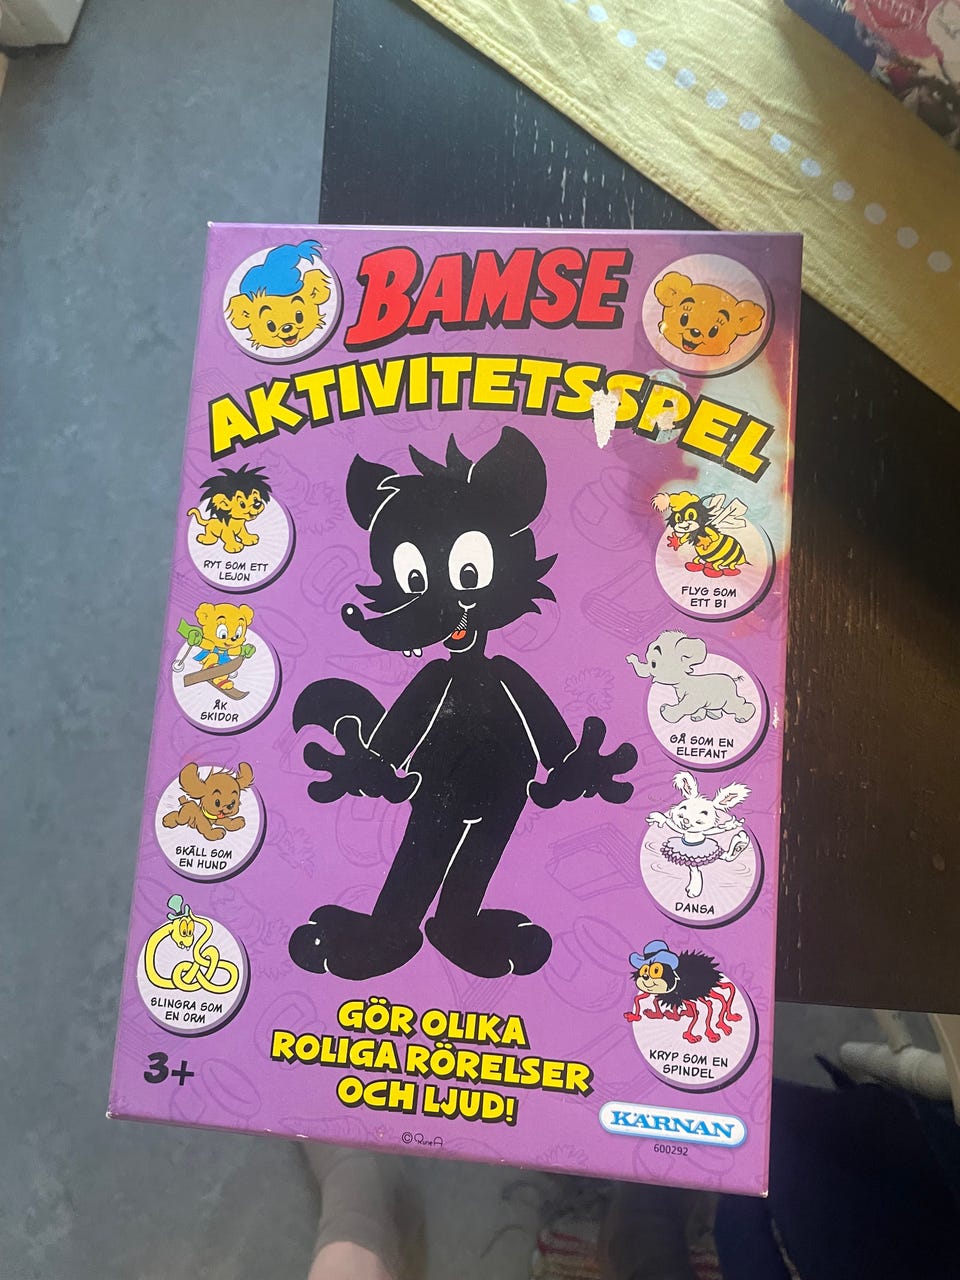 BAMSE
AKTIVITETSSPEL
RYT SOM ETT
LEJON
FLYG SOM
ETT BI
ÅK
SKIDOR
GÅ SOM EN
ELEFANT
SKÄLL SOM
EN HUND
DANSA
SLINGRA SOM
EN ORM
KRYP SOM EN
SPINDEL
3+
GÖR OLIKA
ROLIGA RÖRELSER
OCH LJUD!
KÄRNAN
600292
© Rune A